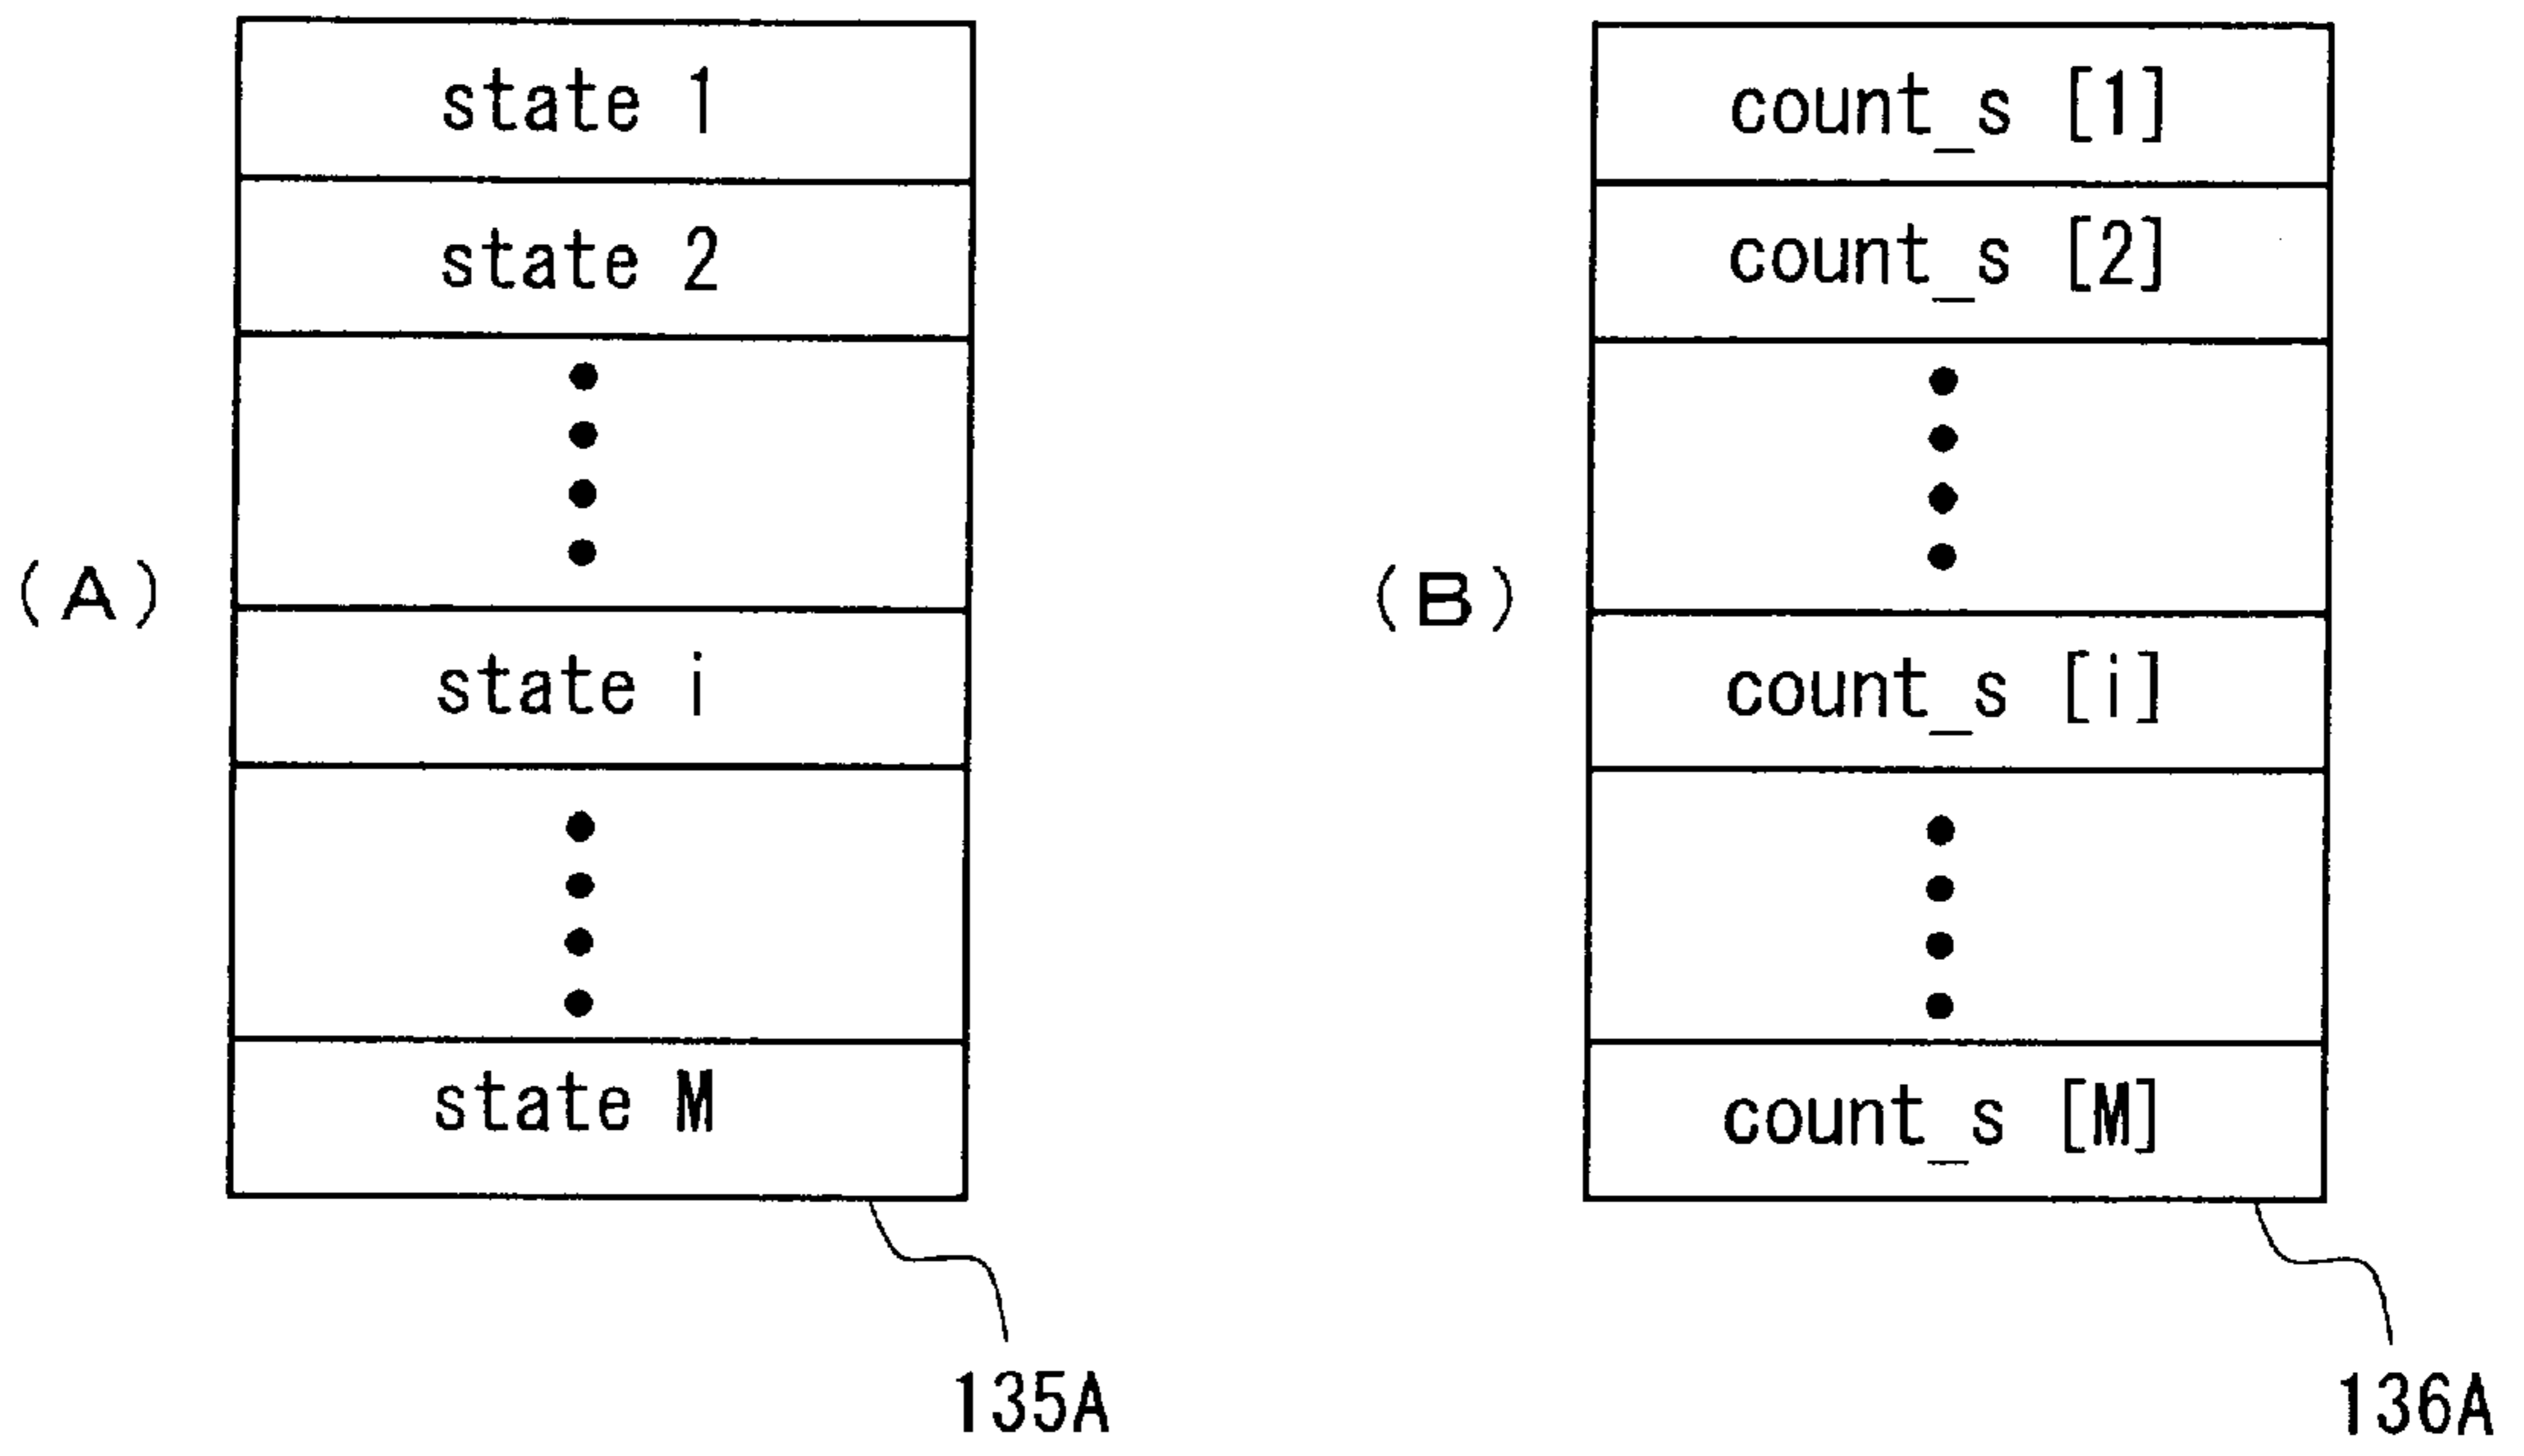 (A)
state 1
state 2
state i
state M
135A
(B)
count_s [1]
count_s [2]
count_s [i]
count_s [M]
136A